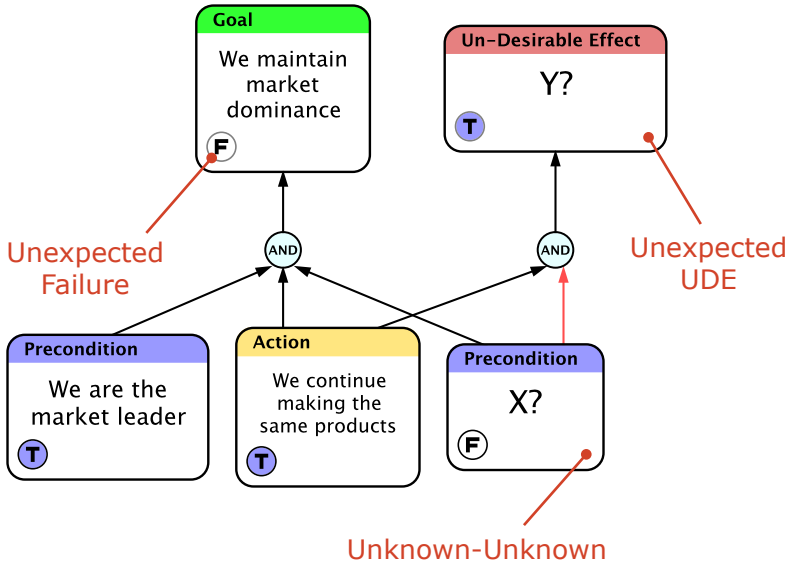 Goal
We maintain
market
dominance
F
Un-Desirable Effect
Y?
T
Unexpected
Failure
AND
AND
Unexpected
UDE
Precondition
We are the
market leader
T
Action
We continue
making the
same products
T
Precondition
X?
F
Unknown-Unknown